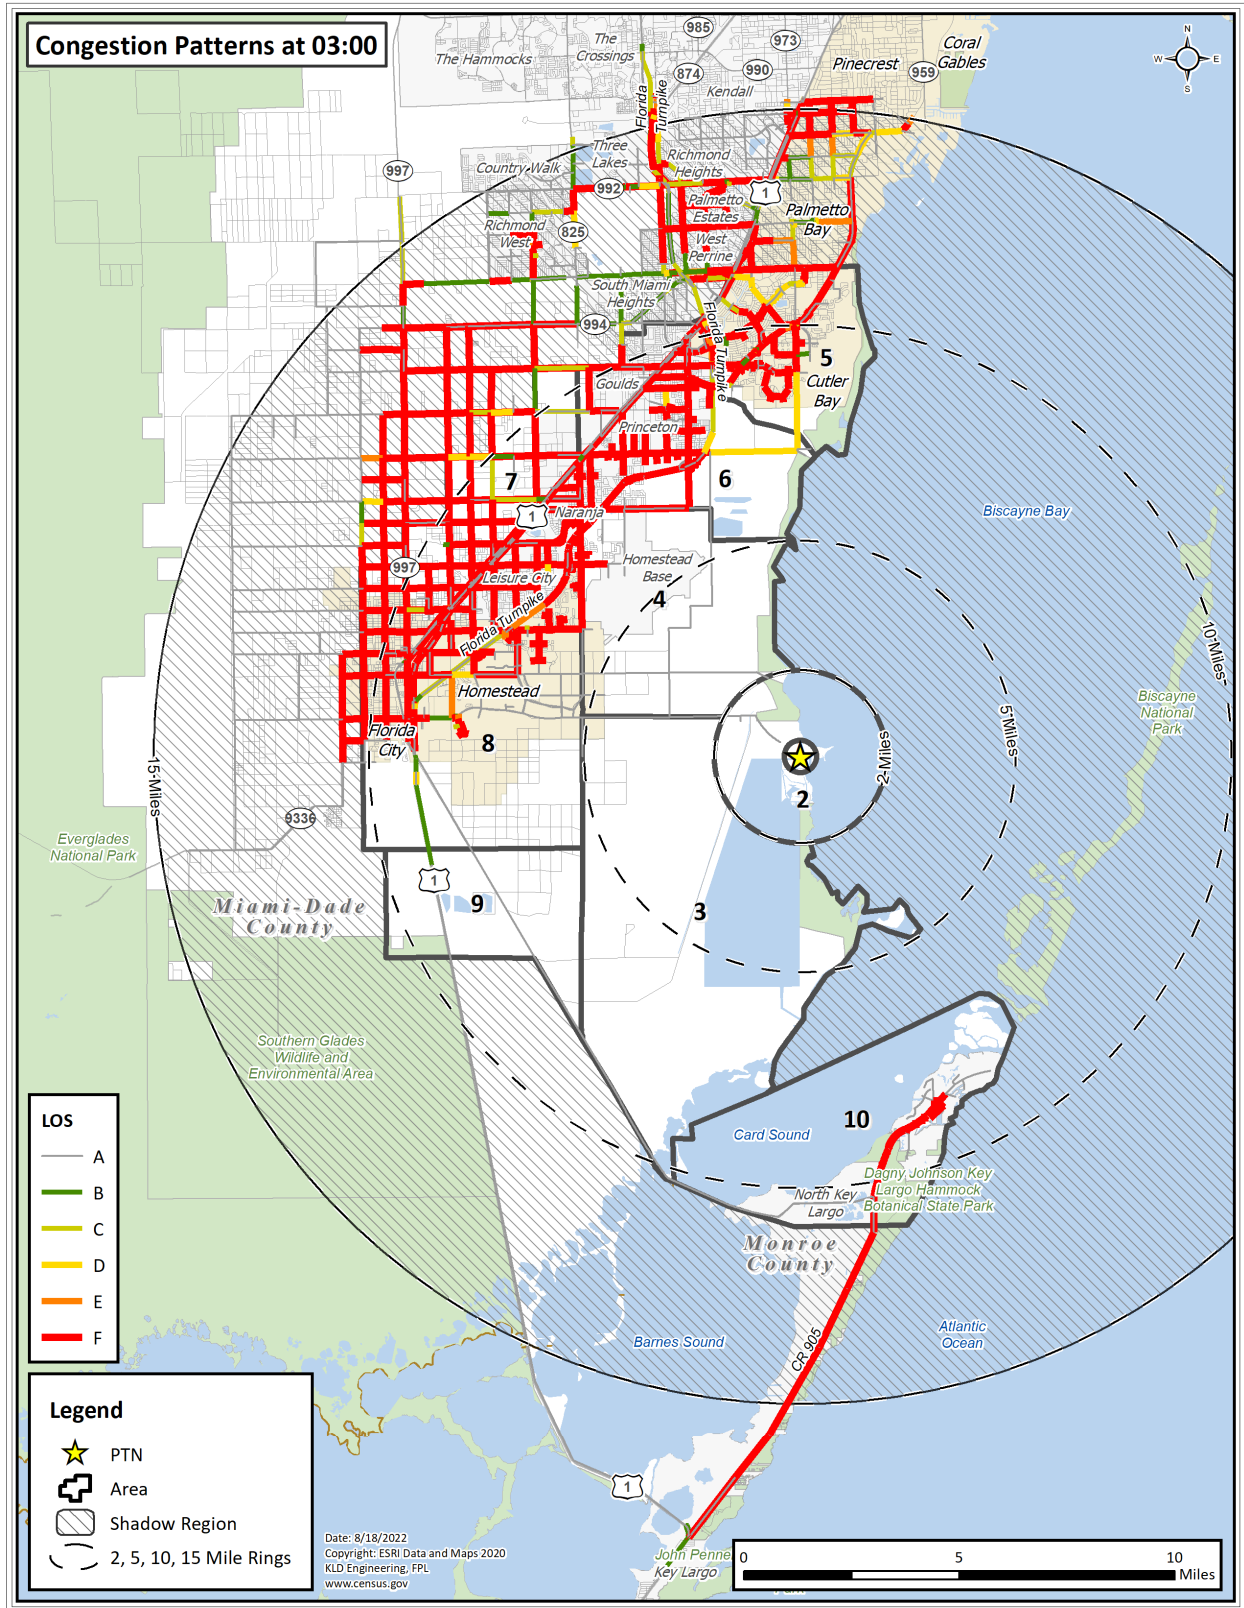 Congestion Patterns at 03:00
985
The
Crossings
973
Coral
Gables
The Hammocks
Pinecrest
874
990
959
Kendall
Florida
Turnpike
N
W
E
S
Three
Lakes
Richmond
Heights
997
Country Walk
992
1
Palmetto
Estates
Palmetto
Bay
Richmond
West
825
West
Perrine
South Miami
Heights
994
Florida Turnpike
5
Cutler
Bay
Goulds
Princeton
7
6
1
Naranja
Biscayne Bay
997
Leisure City
Homestead
Base
4
Florida Turnpike
10 Miles
Homestead
Biscayne
National
Park
5 Miles
Florida
City
8
2 Miles
15 Miles
2
9336
Everglades
National Park
1
9
3
Miami-Dade
County
Southern Glades
Wildlife and
Environmental Area
10
Card Sound
Dagny Johnson Key
Largo Hammock
Botanical State Park
North Key
Largo
Monroe
County
LOS
A
B
C
D
E
F
Barnes Sound
Atlantic
Ocean
CR 905
Legend
PTN
Area
Shadow Region
2, 5, 10, 15 Mile Rings
1
Date: 8/18/2022
Copyright: ESRI Data and Maps 2020
KLD Engineering, FPL
www.census.gov
John Penne
Key Largo
0
5
10
Miles